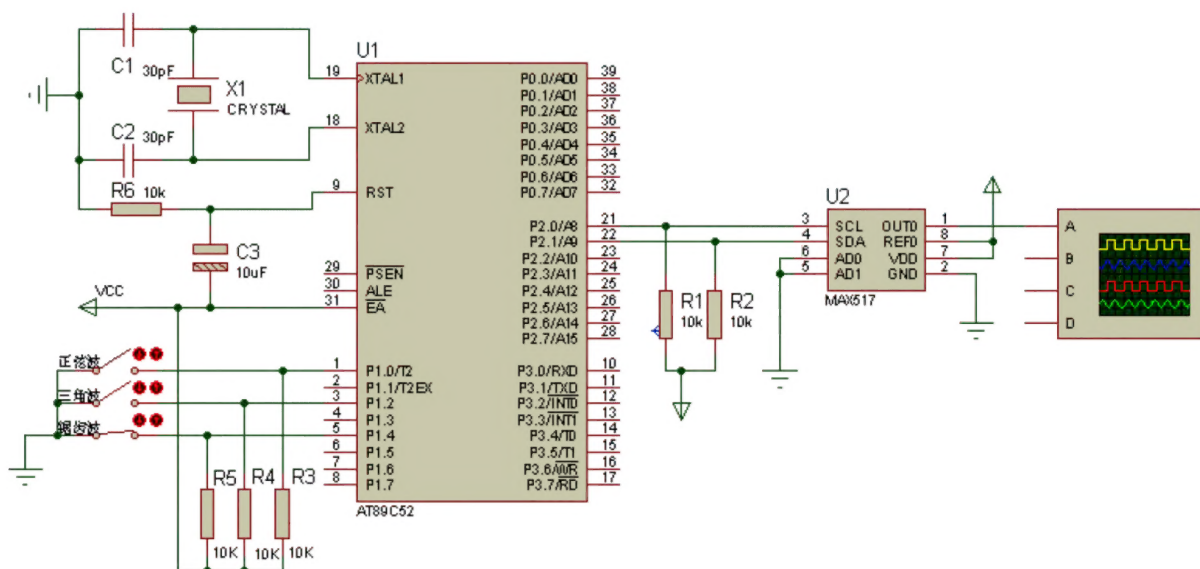 C1
30pF
X1
CRYSTAL
C2
30pF
R6 10k
C3
10uF
VCC
正弦波
三角波
锯齿波
R5
R4
R3
10K
10K
10K
U1
19 XTAL1
18 XTAL2
9 RST
29 PSEN
30 ALE
31 EA
1 P1.0/T2
2 P1.1/T2EX
3 P1.2
4 P1.3
5 P1.4
6 P1.5
7 P1.6
8 P1.7
P0.0/AD0 39
P0.1/AD1 38
P0.2/AD2 37
P0.3/AD3 36
P0.4/AD4 35
P0.5/AD5 34
P0.6/AD6 33
P0.7/AD7 32
P2.0/A8 21
P2.1/A9 22
P2.2/A10 23
P2.3/A11 24
P2.4/A12 25
P2.5/A13 26
P2.6/A14 27
P2.7/A15 28
P3.0/RXD 10
P3.1/TXD 11
P3.2/INT0 12
P3.3/INT1 13
P3.4/T0 14
P3.5/T1 15
P3.6/WR 16
P3.7/RD 17
AT89C52
R1
10k
R2
10k
U2
3 SCL OUT0 1
4 SDA REF0 8
6 AD0 VDD 7
5 AD1 GND 2
MAX517
A
B
C
D